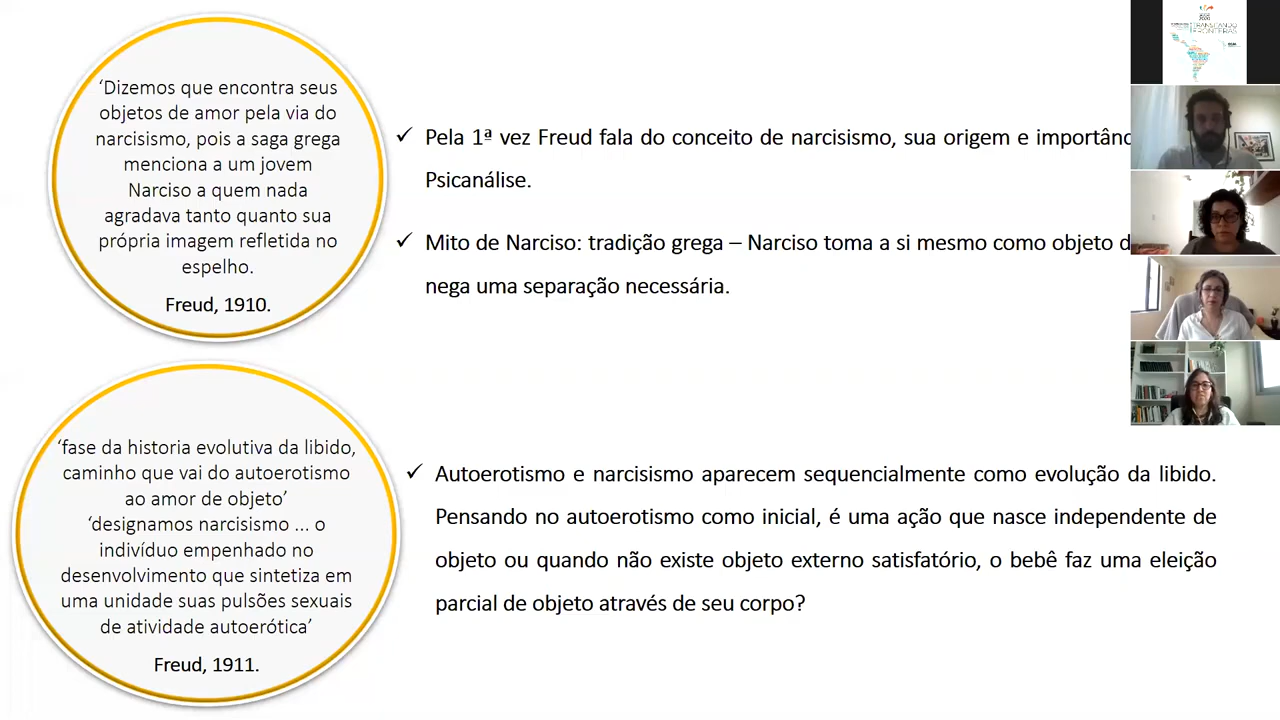 ‘Dizemos que encontra seus
objetos de amor pela via do
narcisismo, pois a saga grega
menciona a um jovem
Narciso a quem nada
agradava tanto quanto sua
própria imagem refletida no
espelho.
Freud, 1910.
✓ Pela 1ª vez Freud fala do conceito de narcisismo, sua origem e
Psicanálise.
✓ Mito de Narciso: tradição grega – Narciso toma a si mesmo como objeto
nega uma separação necessária.
‘fase da historia evolutiva da libido,
caminho que vai do autoerotismo
ao amor de objeto’
‘designamos narcisismo ... o
indivíduo empenhado no
desenvolvimento que sintetiza em
uma unidade suas pulsões sexuais
de atividade autoerótica’
Freud, 1911.
✓ Autoerotismo e narcisismo aparecem sequencialmente como evolução da libido.
Pensando no autoerotismo como inicial, é uma ação que nasce independente de
objeto ou quando não existe objeto externo satisfatório, o bebê faz uma eleição
parcial de objeto através de seu corpo?
TRANSITANDO
FRONTEIRAS